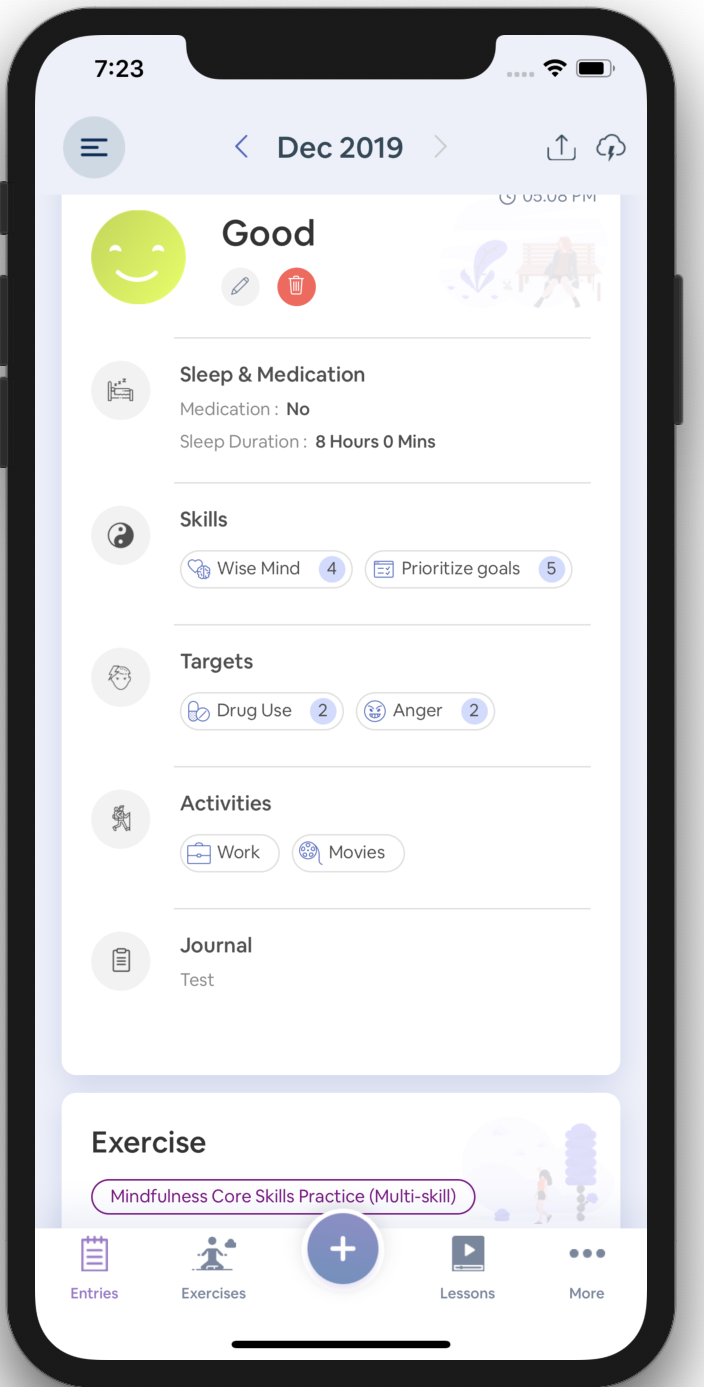 7:23
Dec 2019
05:08 PM
Good
Sleep & Medication
Medication : No
Sleep Duration : 8 Hours 0 Mins
Skills
Wise Mind 4 Prioritize goals 5
Targets
Drug Use 2 Anger 2
Activities
Work Movies
Journal
Test
Exercise
Mindfulness Core Skills Practice (Multi-skill)
+
Entries Exercises Lessons More